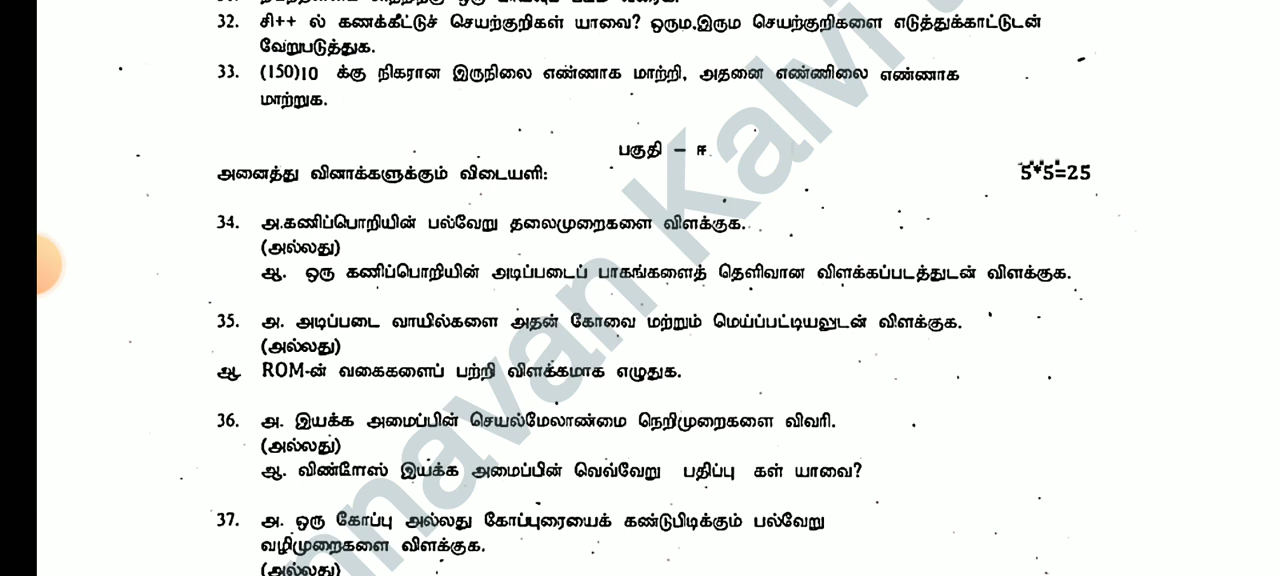 32. சி++ ல் கணக்கீட்டுச் செயற்குறிகள் யாவை? ஒரும.இரும செயற்குறிகளை எடுத்துக்காட்டுடன்
வேறுபடுத்துக.
33. (150)10 க்கு நிகரான இருநிலை எண்ணாக மாற்றி, அதனை எண்ணிலை எண்ணாக
மாற்றுக.
பகுதி – ஈ
அனைத்து வினாக்களுக்கும் விடையளி: 5*5=25
34. அ.கணிப்பொறியின் பல்வேறு தலைமுறைகளை விளக்குக.
(அல்லது)
ஆ. ஒரு கணிப்பொறியின் அடிப்படைப் பாகங்களைத் தெளிவான விளக்கப்படத்துடன் விளக்குக.
35. அ. அடிப்படை வாயில்களை அதன் கோவை மற்றும் மெய்ப்பட்டியலுடன் விளக்குக.
(அல்லது)
ஆ ROM-ன் வகைகளைப் பற்றி விளக்கமாக எழுதுக.
36. அ. இயக்க அமைப்பின் செயல்மேலாண்மை நெறிமுறைகளை விவரி.
(அல்லது)
ஆ. விண்டோஸ் இயக்க அமைப்பின் வெவ்வேறு பதிப்பு கள் யாவை?
37. அ. ஒரு கோப்பு அல்லது கோப்புரையைக் கண்டுபிடிக்கும் பல்வேறு
வழிமுறைகளை விளக்குக.
(அல்லது)
nnavan Kalvi